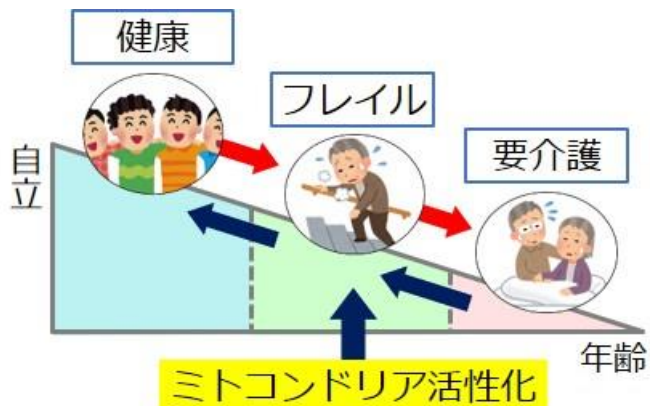 健康
フレイル
要介護
自立
年齢
ミトコンドリア活性化